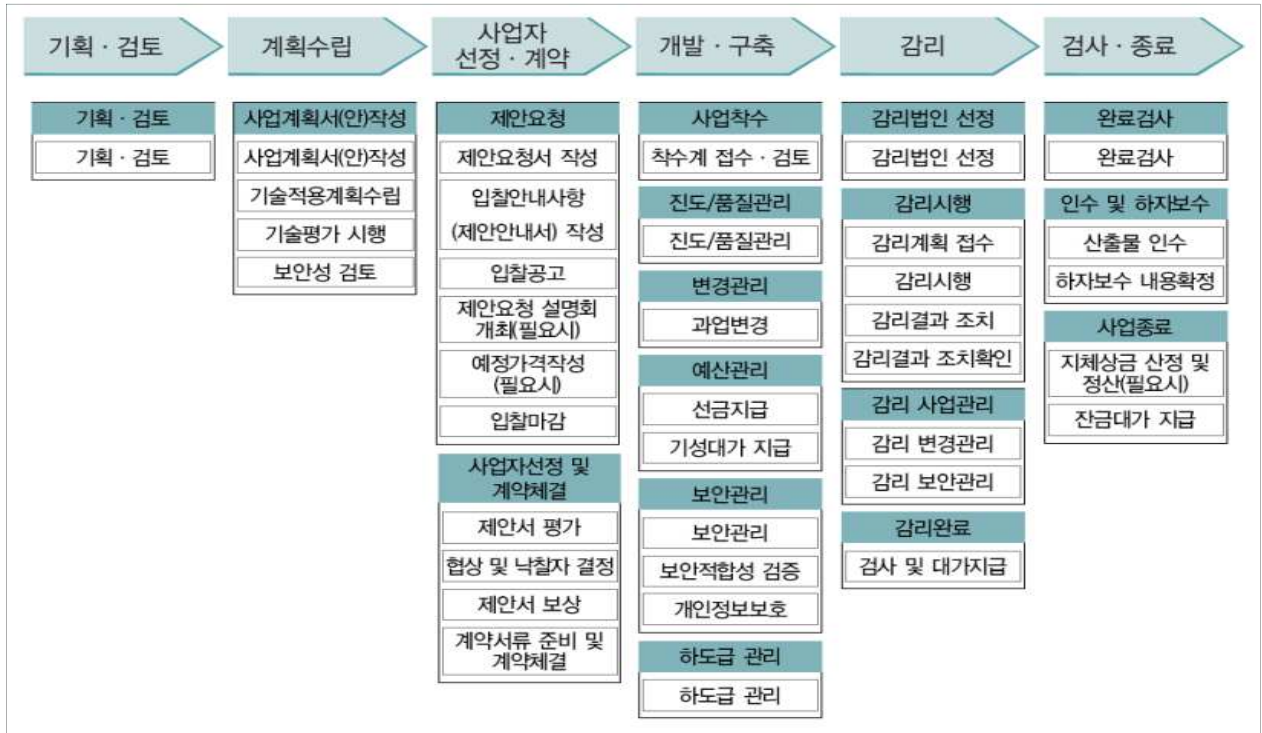 기획 · 검토
계획수립
사업자
선정 · 계약
개발 · 구축
감리
검사 · 종료
기획 · 검토
기획 · 검토
사업계획서(안)작성
사업계획서(안)작성
기술적용계획수립
기술평가 시행
보안성 검토
제안요청
제안요청서 작성
입찰안내사항
(제안안내서) 작성
입찰공고
제안요청 설명회
개최(필요시)
예정가격작성
(필요시)
입찰마감
사업자선정 및
계약체결
제안서 평가
협상 및 낙찰자 결정
제안서 보상
계약서류 준비 및
계약체결
사업착수
착수계 접수 · 검토
진도/품질관리
진도/품질관리
변경관리
과업변경
예산관리
선금지급
기성대가 지급
보안관리
보안관리
보안적합성 검증
개인정보보호
하도급 관리
하도급 관리
감리법인 선정
감리법인 선정
감리시행
감리계획 접수
감리시행
감리결과 조치
감리결과 조치확인
감리 사업관리
감리 변경관리
감리 보안관리
감리완료
검사 및 대가지급
완료검사
완료검사
인수 및 하자보수
산출물 인수
하자보수 내용확정
사업종료
지체상금 산정 및
정산(필요시)
잔금대가 지급